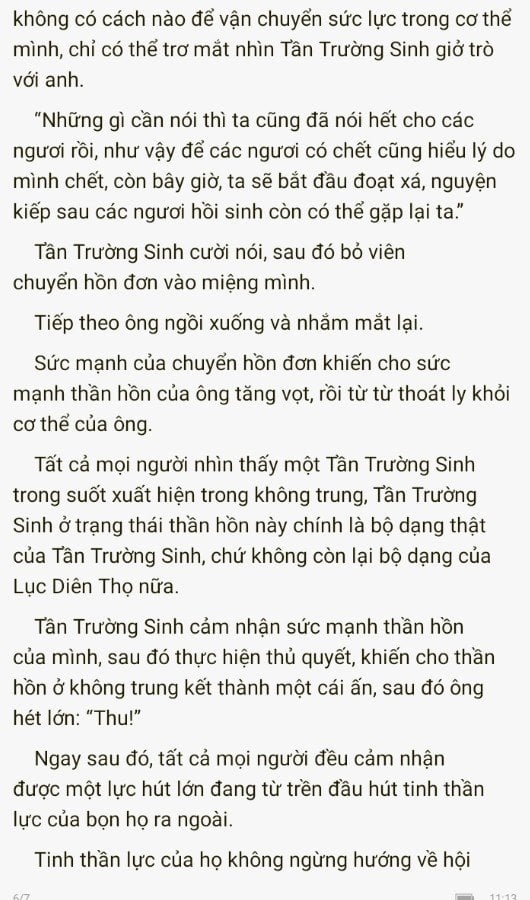 không có cách nào để vận chuyển sức lực trong cơ thể
mình, chỉ có thể trơ mắt nhìn Tần Trường Sinh giở trò
với anh.
“Những gì cần nói thì ta cũng đã nói hết cho các
ngươi rồi, như vậy để các ngươi có chết cũng hiểu lý do
mình chết, còn bây giờ, ta sẽ bắt đầu đoạt xá, nguyện
kiếp sau các ngươi hồi sinh còn có thể gặp lại ta.”
Tần Trường Sinh cười nói, sau đó bỏ viên
chuyển hồn đơn vào miệng mình.
Tiếp theo ông ngồi xuống và nhắm mắt lại.
Sức mạnh của chuyển hồn đơn khiến cho sức
mạnh thần hồn của ông tăng vọt, rồi từ từ thoát ly khỏi
cơ thể của ông.
Tất cả mọi người nhìn thấy một Tần Trường Sinh
trong suốt xuất hiện trong không trung, Tần Trường
Sinh ở trạng thái thần hồn này chính là bộ dạng thật
của Tần Trường Sinh, chứ không còn lại bộ dạng của
Lục Diên Thọ nữa.
Tần Trường Sinh cảm nhận sức mạnh thần hồn
của mình, sau đó thực hiện thủ quyết, khiến cho thần
hồn ở không trung kết thành một cái ấn, sau đó ông
hét lớn: “Thu!”
Ngay sau đó, tất cả mọi người đều cảm nhận
được một lực hút lớn đang từ trền đầu hút tinh thần
lực của bọn họ ra ngoài.
Tinh thần lực của họ không ngừng hướng về hội
6/7 11:13